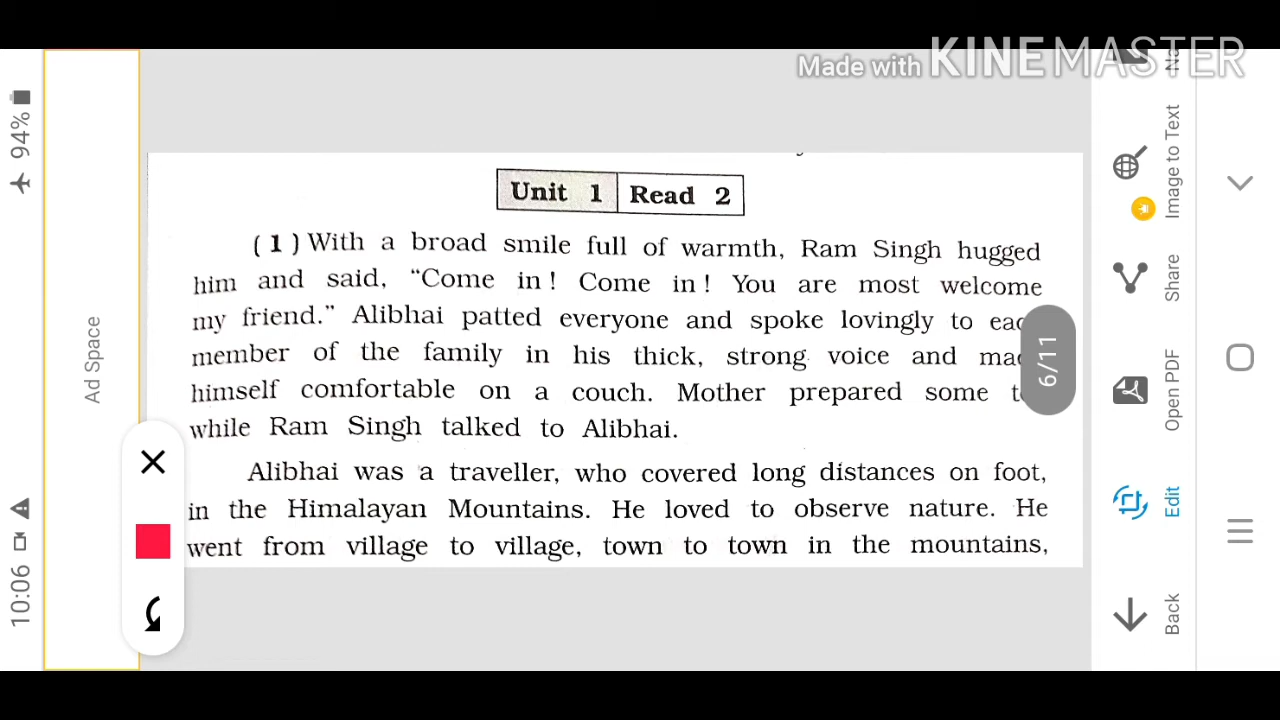 Made with KINEMASTER
Unit 1 Read 2
( 1 ) With a broad smile full of warmth, Ram Singh hugged
him and said, “Come in! Come in! You are most welcome
my friend.” Alibhai patted everyone and spoke lovingly to
member of the family in his thick, strong voice and
himself comfortable on a couch. Mother prepared some
while Ram Singh talked to Alibhai.
Alibhai was a traveller, who covered long distances on foot,
in the Himalayan Mountains. He loved to observe nature. He
went from village to village, town to town in the mountains,
6/11
Ad Space
94%
10:06
Image to Text
Share
Open PDF
Edit
Back